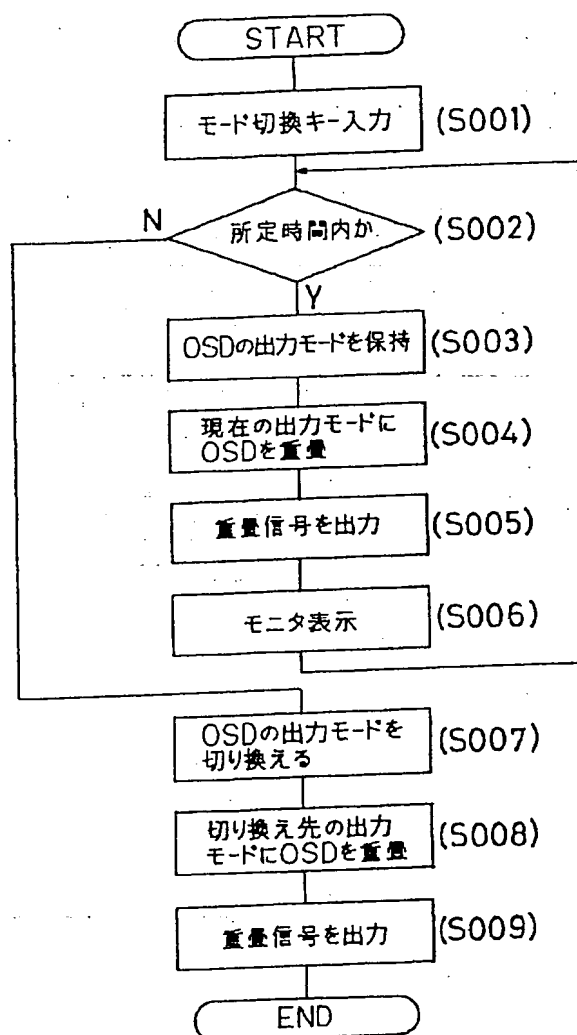 START
モード切換キー入力
(S001)
所定時間内か
(S002)
N
Y
OSDの出力モードを保持
(S003)
現在の出力モードに
OSDを重畳
(S004)
重畳信号を出力
(S005)
モニタ表示
(S006)
OSDの出力モードを
切り換える
(S007)
切り換え先の出力
モードにOSDを重畳
(S008)
重畳信号を出力
(S009)
END